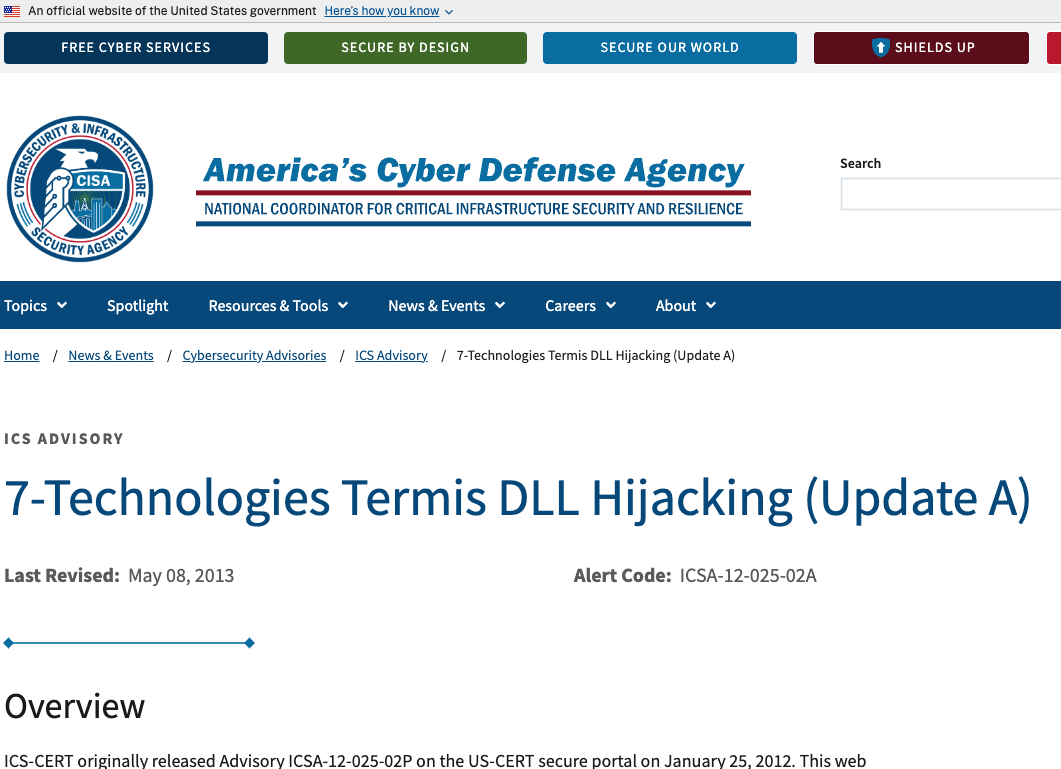 An official website of the United States government Here's how you know
FREE CYBER SERVICES SECURE BY DESIGN SECURE OUR WORLD SHIELDS UP
CYBERSECURITY & INFRASTRUCTURE
SECURITY AGENCY
CISA
America's Cyber Defense Agency
NATIONAL COORDINATOR FOR CRITICAL INFRASTRUCTURE SECURITY AND RESILIENCE
Search
Topics Spotlight Resources & Tools News & Events Careers About
Home / News & Events / Cybersecurity Advisories / ICS Advisory / 7-Technologies Termis DLL Hijacking (Update A)
ICS ADVISORY
7-Technologies Termis DLL Hijacking (Update A)
Last Revised: May 08, 2013 Alert Code: ICSA-12-025-02A
Overview
ICS-CERT originally released Advisory ICSA-12-025-02P on the US-CERT secure portal on January 25, 2012. This web